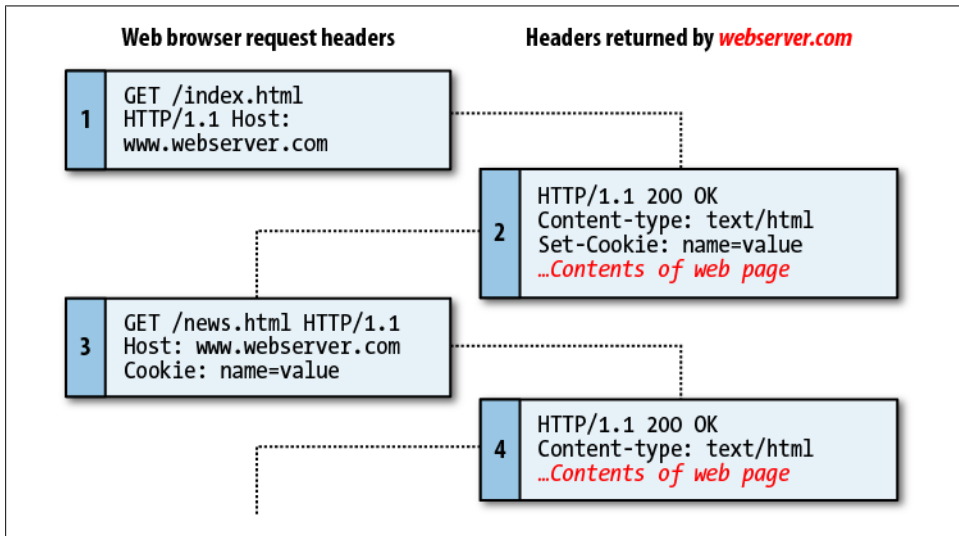 Web browser request headers
Headers returned by webserver.com
1
GET /index.html
HTTP/1.1 Host:
www.webserver.com
2
HTTP/1.1 200 OK
Content-type: text/html
Set-Cookie: name=value
…Contents of web page
3
GET /news.html HTTP/1.1
Host: www.webserver.com
Cookie: name=value
4
HTTP/1.1 200 OK
Content-type: text/html
…Contents of web page